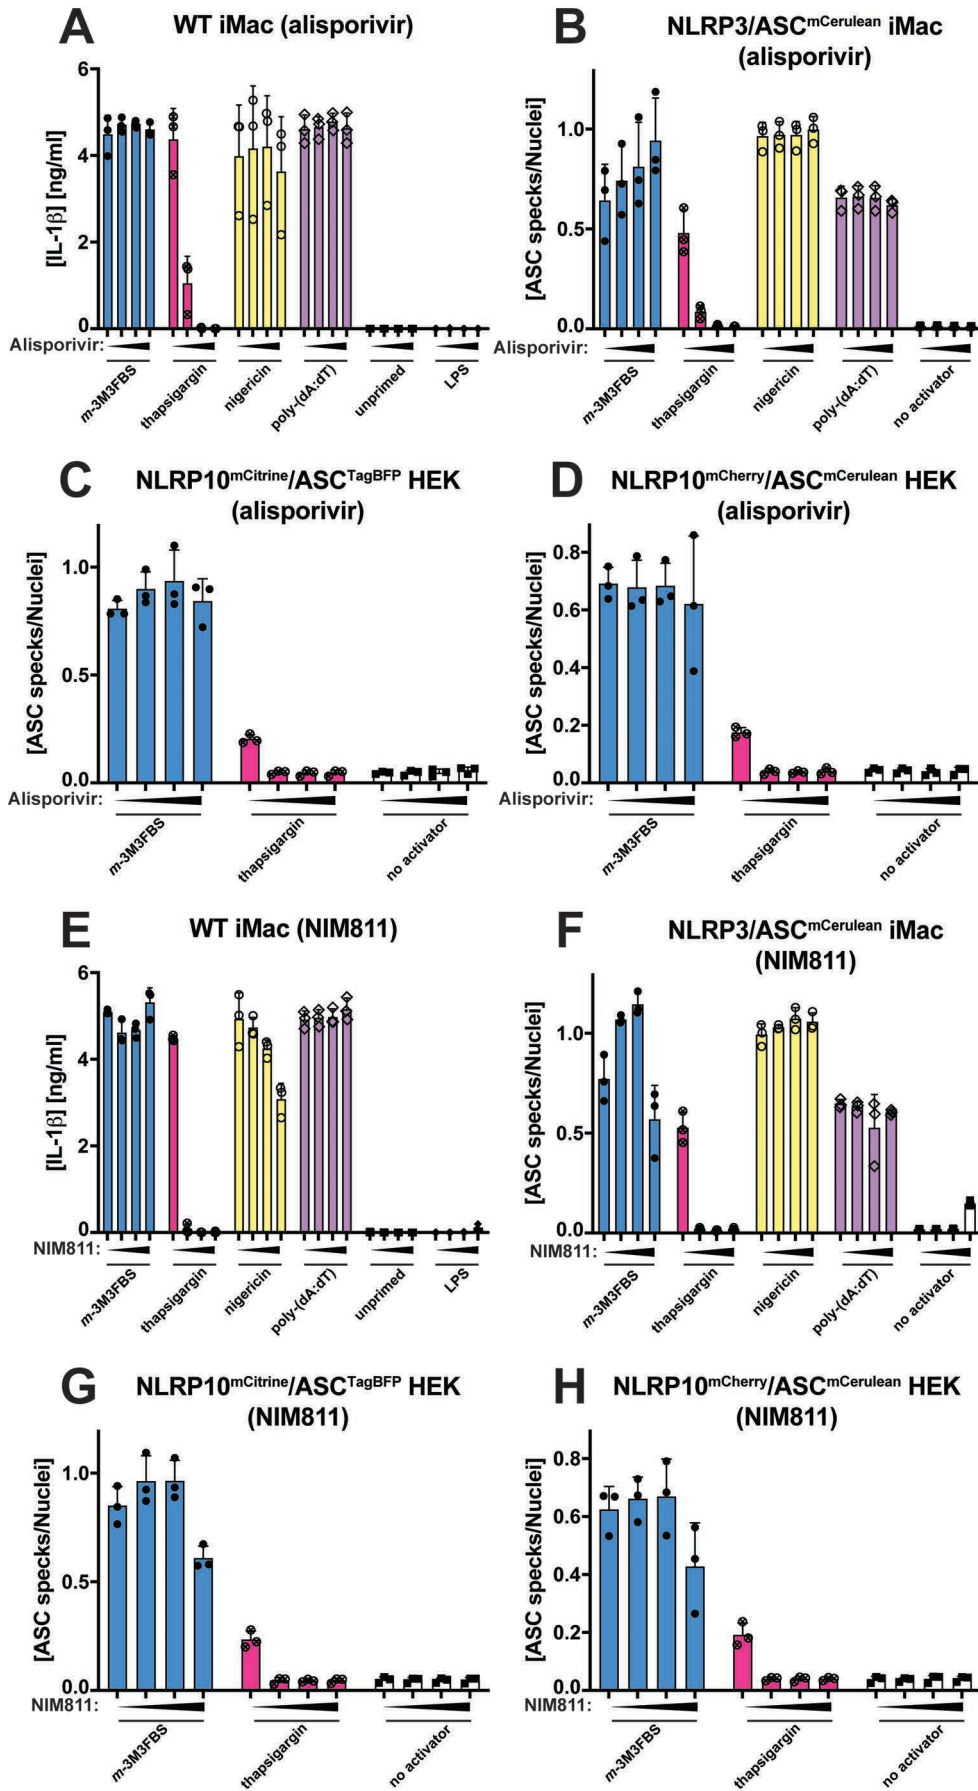 A WT iMac (alisporivir)
[IL-1β] [ng/ml]
6
4
2
0
Alisporivir:
m-3M3FBS
thapsigargin
nigericin
poly-(dA:dT)
unprimed
LPS
B NLRP3/ASCmCerulean iMac
(alisporivir)
[ASC specks/Nuclei]
1.0
0.5
0.0
Alisporivir:
m-3M3FBS
thapsigargin
nigericin
poly-(dA:dT)
no activator
C NLRP10mCitrine/ASCTagBFP HEK
(alisporivir)
[ASC specks/Nuclei]
1.0
0.5
0.0
Alisporivir:
m-3M3FBS
thapsigargin
no activator
D NLRP10mCherry/ASCmCerulean HEK
(alisporivir)
[ASC specks/Nuclei]
0.8
0.6
0.4
0.2
0.0
Alisporivir:
m-3M3FBS
thapsigargin
no activator
E WT iMac (NIM811)
[IL-1β] [ng/ml]
6
4
2
0
NIM811:
m-3M3FBS
thapsigargin
nigericin
poly-(dA:dT)
unprimed
LPS
F NLRP3/ASCmCerulean iMac
(NIM811)
[ASC specks/Nuclei]
1.0
0.5
0.0
NIM811:
m-3M3FBS
thapsigargin
nigericin
poly-(dA:dT)
no activator
G NLRP10mCitrine/ASCTagBFP HEK
(NIM811)
[ASC specks/Nuclei]
1.0
0.5
0.0
NIM811:
m-3M3FBS
thapsigargin
no activator
H NLRP10mCherry/ASCmCerulean HEK
(NIM811)
[ASC specks/Nuclei]
0.8
0.6
0.4
0.2
0.0
NIM811:
m-3M3FBS
thapsigargin
no activator